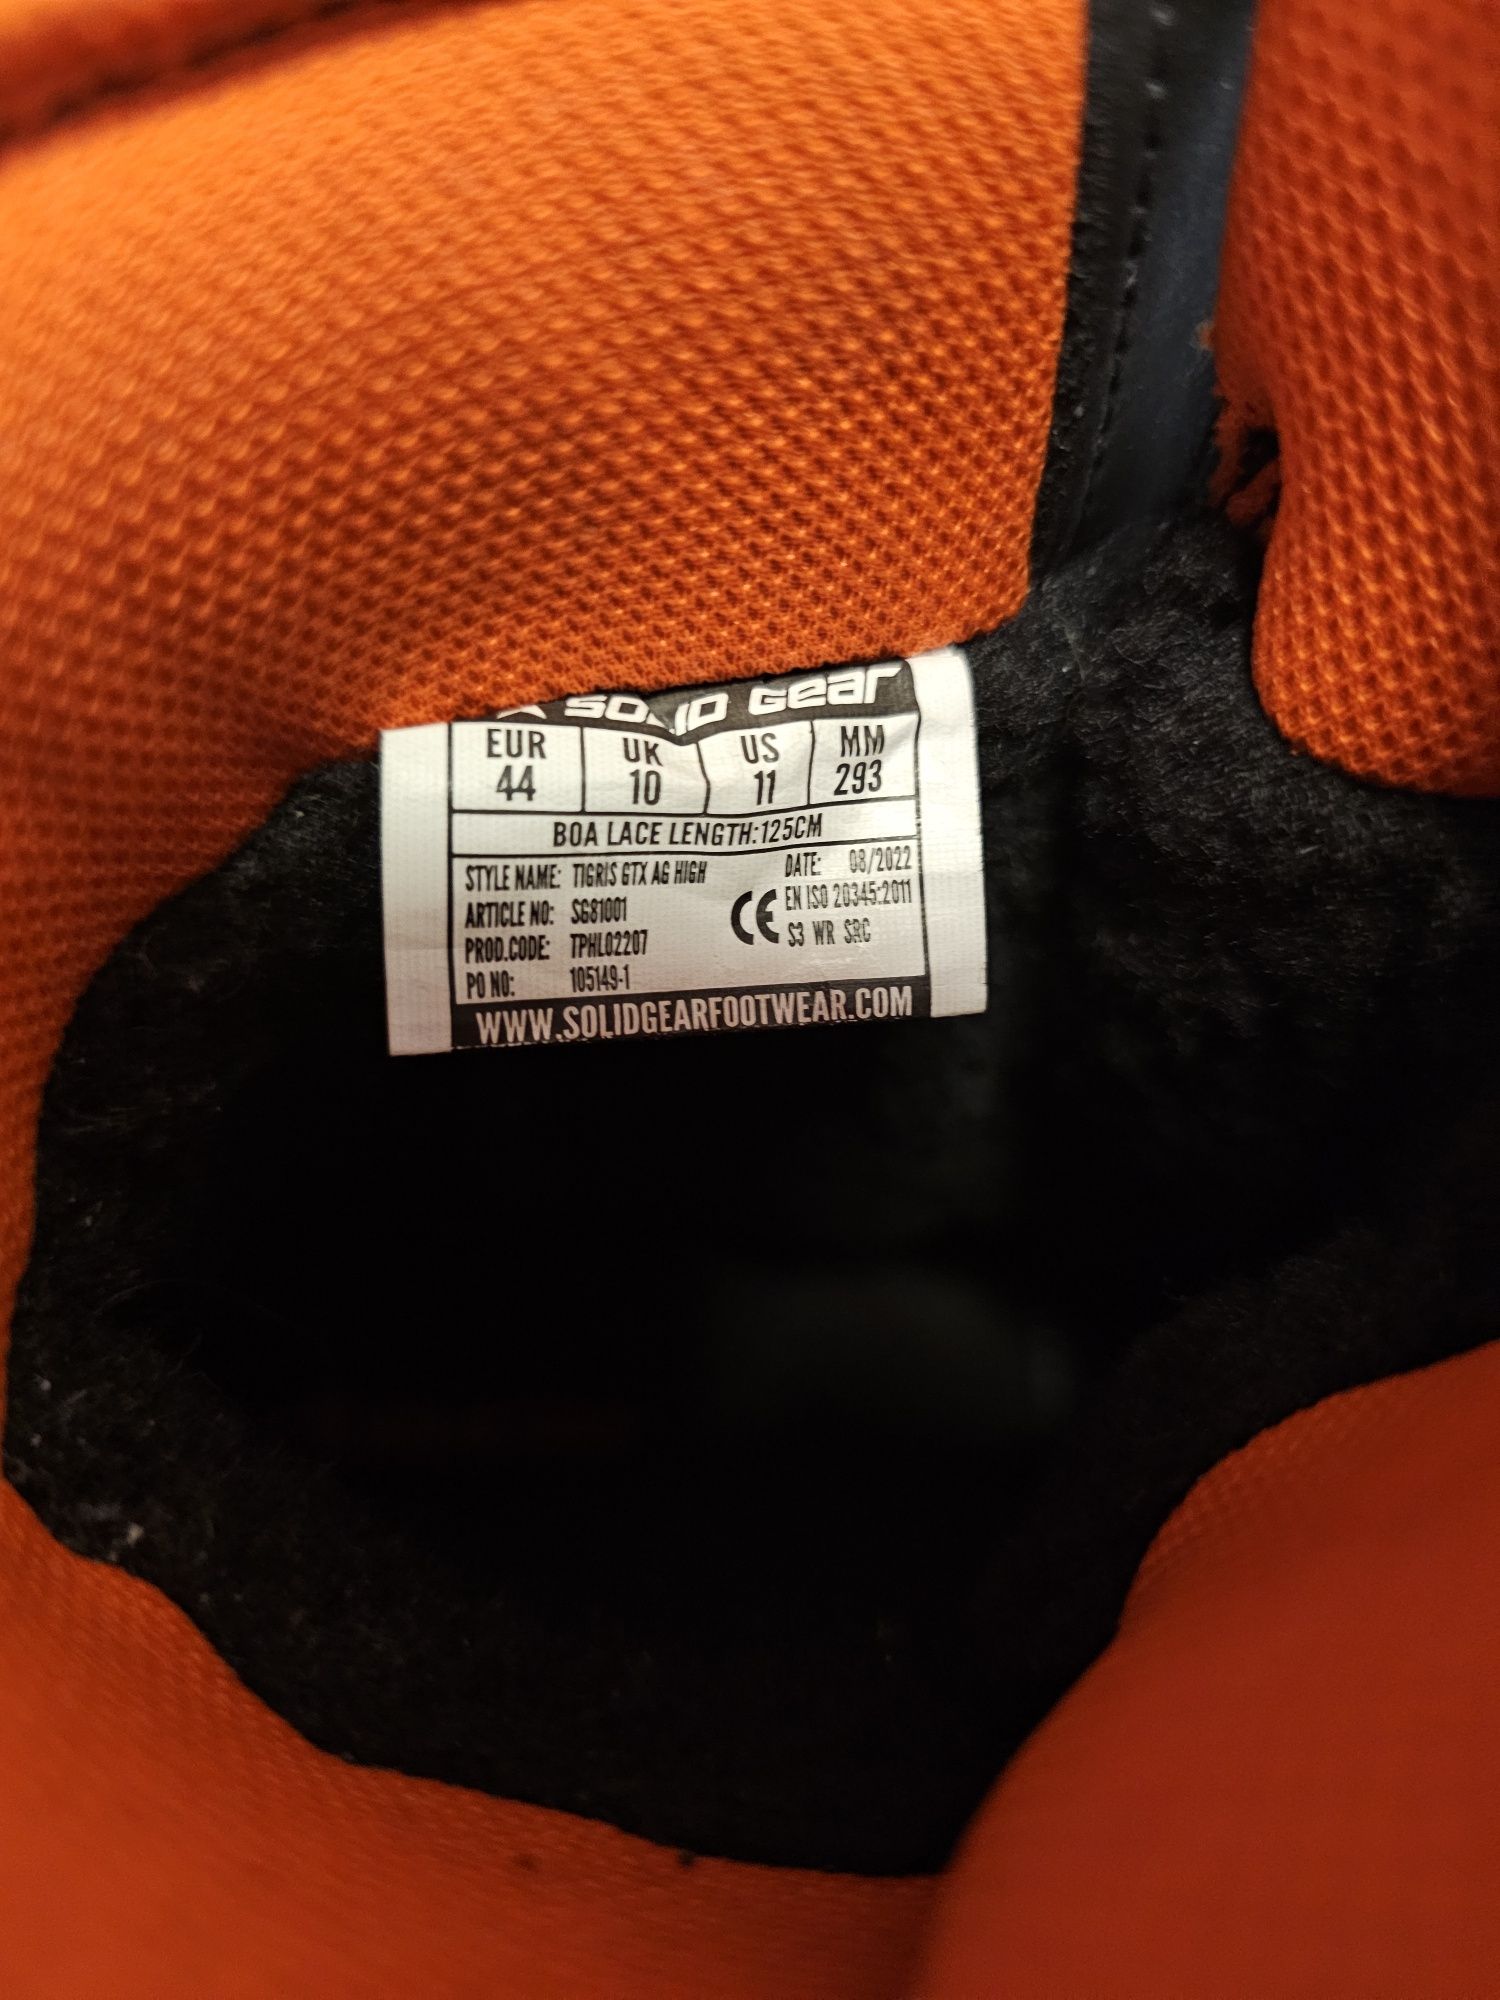 SOLID GEAR
EUR UK US MM
44 10 11 293
BOA LACE LENGTH:125CM
STYLE NAME: TIGRIS GTX AG HIGH DATE: 08/2022
ARTICLE NO: SG81001 CE EN ISO 20345:2011
PROD.CODE: TPHL02207 S3 WR SRC
PO NO: 105149-1
WWW.SOLIDGEARFOOTWEAR.COM